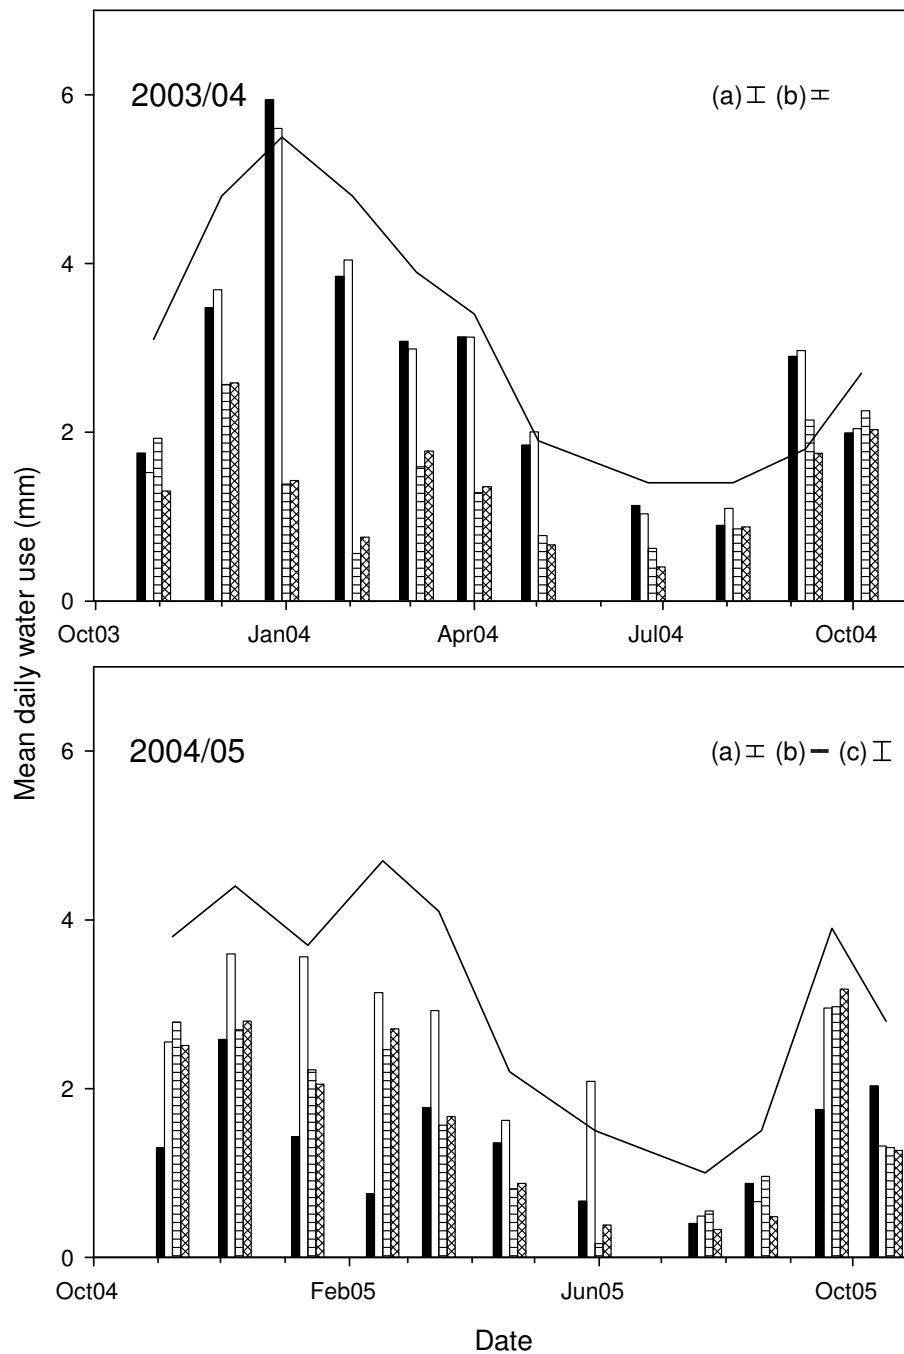 2003/04
(a) (b)
6
4
2
0
Oct03 Jan04 Apr04 Jul04 Oct04
Mean daily water use (mm)
2004/05
(a) (b) (c)
6
4
2
0
Oct04 Feb05 Jun05 Oct05
Date